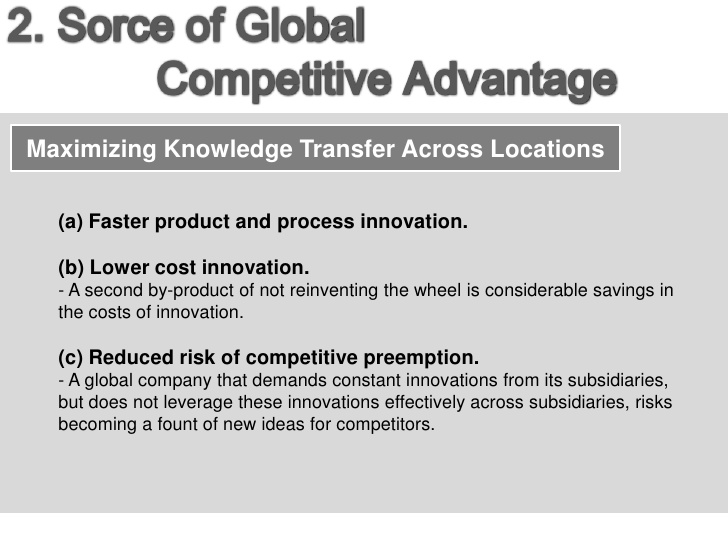 2. Sorce of Global
Competitive Advantage
Maximizing Knowledge Transfer Across Locations
(a) Faster product and process innovation.
(b) Lower cost innovation.
- A second by-product of not reinventing the wheel is considerable savings in
the costs of innovation.
(c) Reduced risk of competitive preemption.
- A global company that demands constant innovations from its subsidiaries,
but does not leverage these innovations effectively across subsidiaries, risks
becoming a fount of new ideas for competitors.